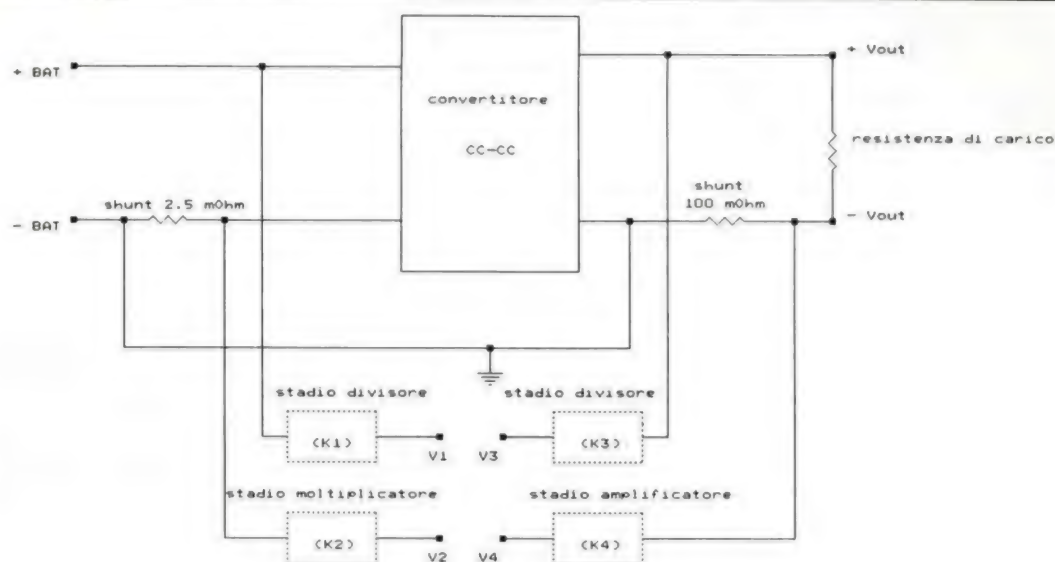 + Vout
+ BAT
convertitore
CC-CC
resistenza di carico
shunt
100 mOhm
shunt 2.5 mOhm
- BAT
- Vout
stadio divisore
stadio divisore
(K1)
(K3)
V1
V3
stadio moltiplicatore
stadio amplificatore
(K2)
(K4)
V2
V4